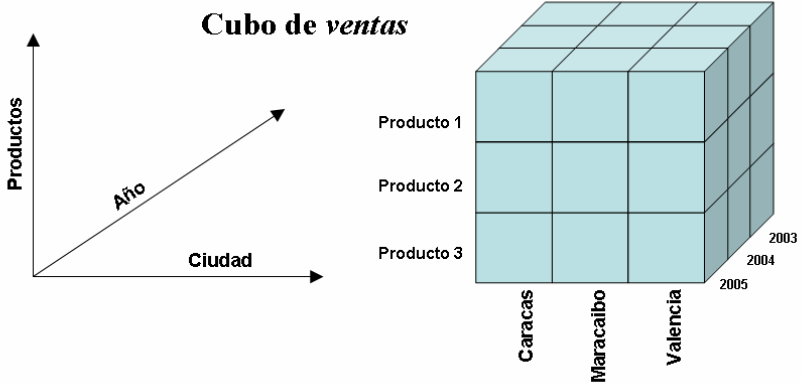 Cubo de ventas
Productos
Año
Ciudad
Producto 1
Producto 2
Producto 3
2003
2004
2005
Caracas
Maracaibo
Valencia